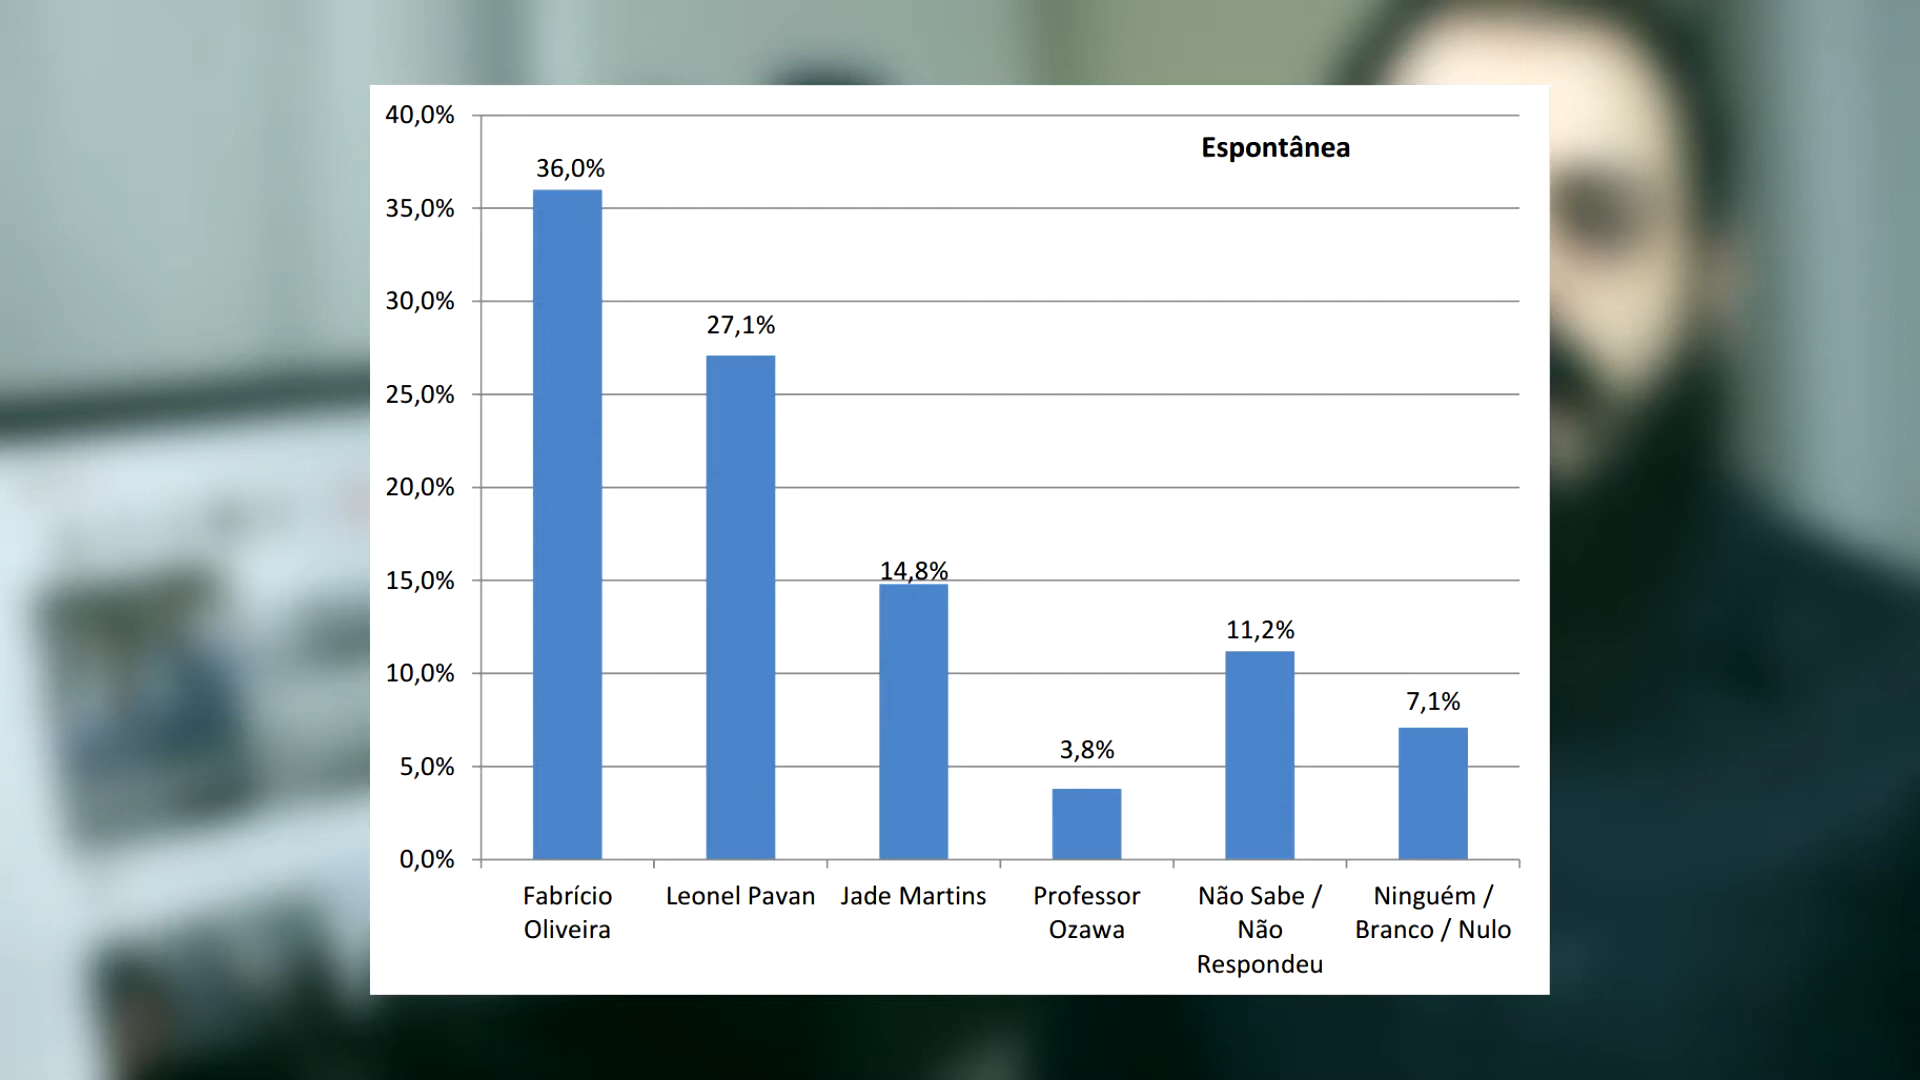 Espontânea
40,0%
35,0%
30,0%
25,0%
20,0%
15,0%
10,0%
5,0%
0,0%
36,0%
27,1%
14,8%
3,8%
11,2%
7,1%
Fabrício
Oliveira
Leonel Pavan
Jade Martins
Professor
Ozawa
Não Sabe /
Não
Respondeu
Ninguém /
Branco / Nulo